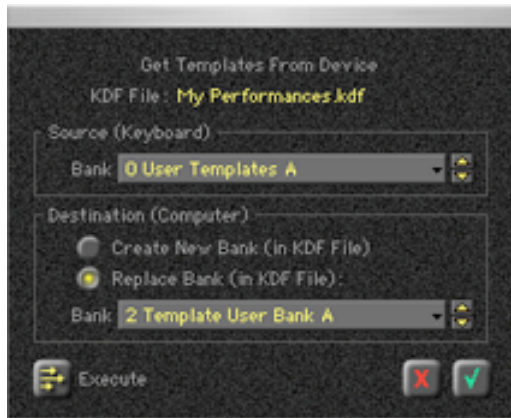 Get Templates From Device
KDF File: My Performances.kdf
Source (Keyboard)
Bank 0 User Templates A
Destination (Computer)
Create New Bank (in KDF File)
Replace Bank (in KDF File):
Bank 2 Template User Bank A
Execute X √